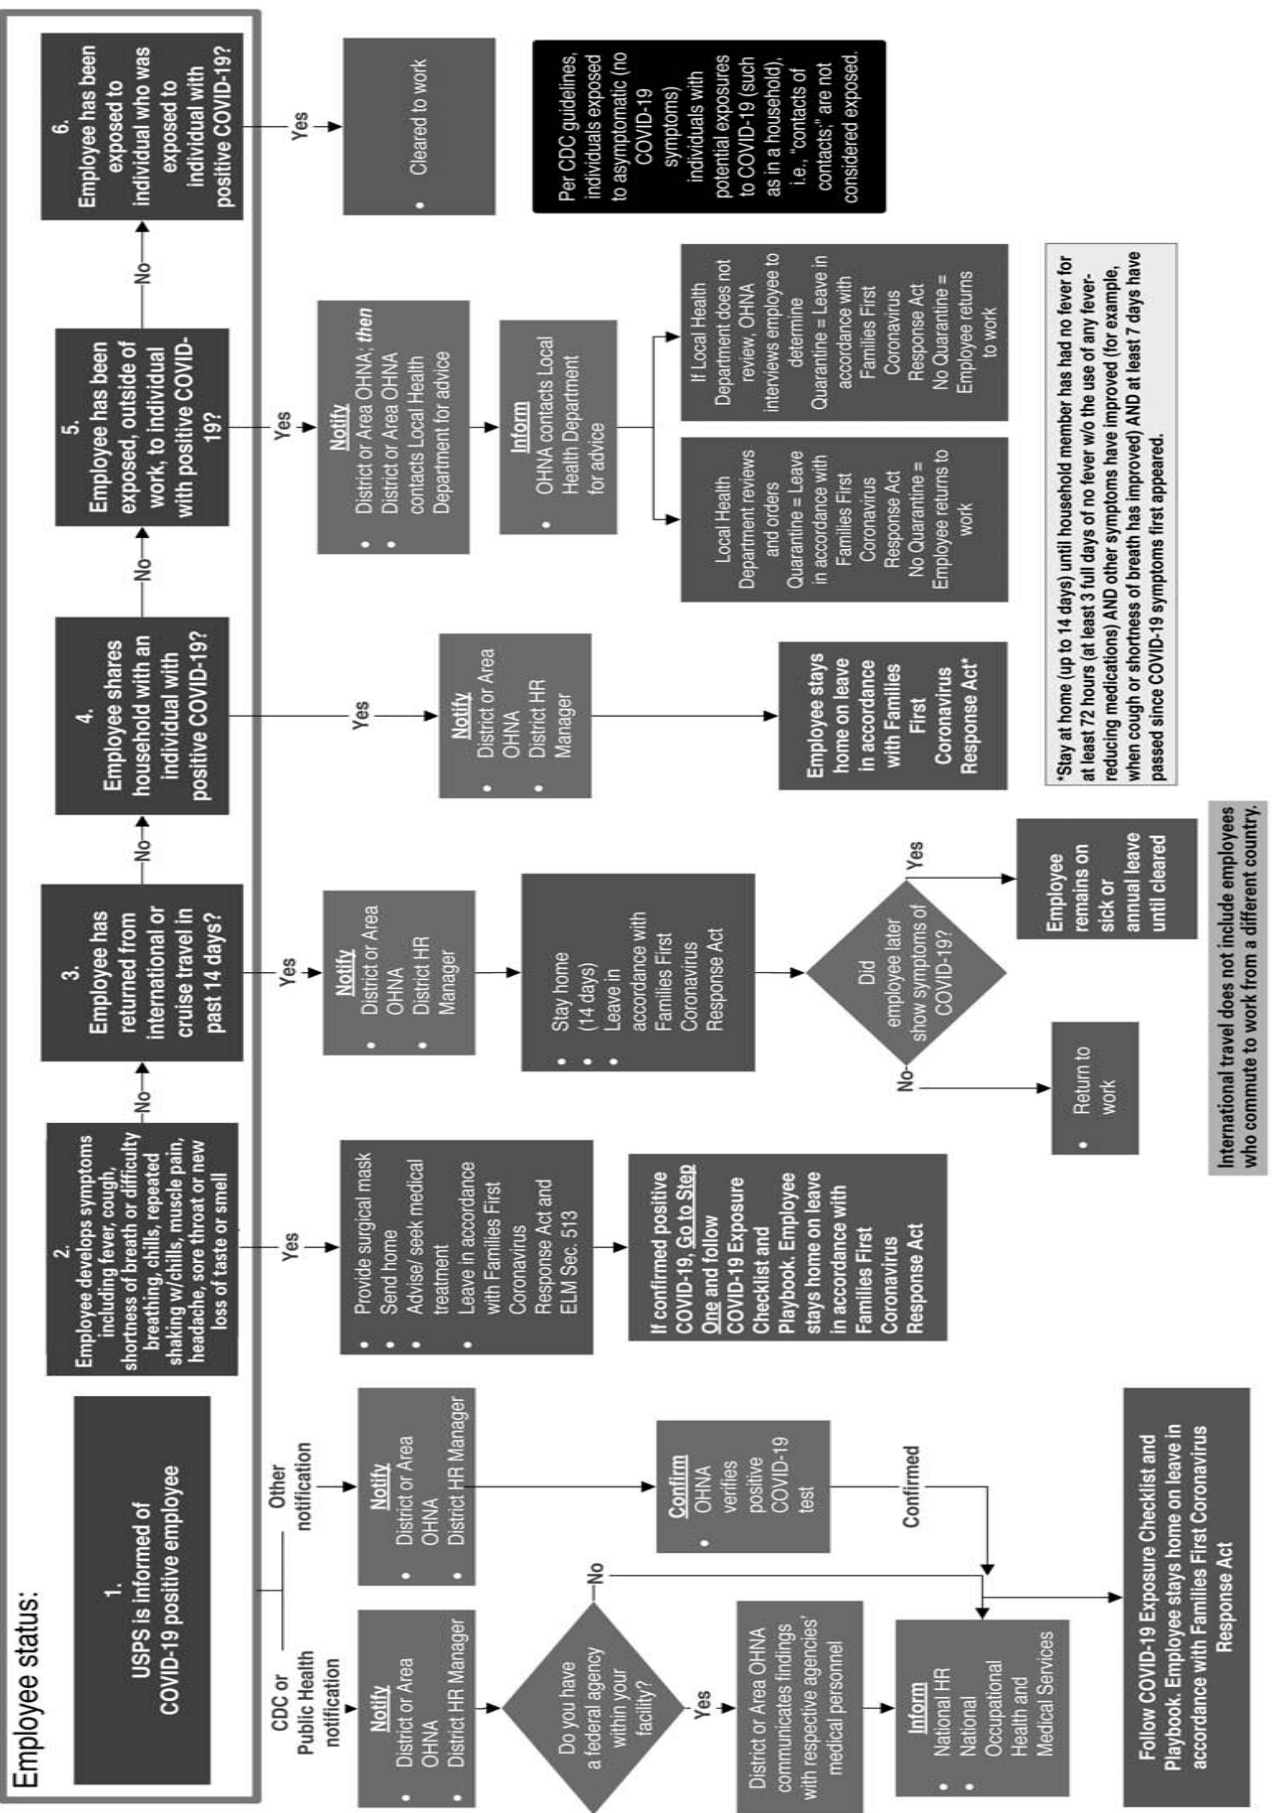 Employee status:
1.
USPS is informed of
COVID-19 positive employee
CDC or
Public Health
notification
Other
notification
Notify
• District or Area
OHNA
• District HR Manager
Do you have
a federal agency
within your
facility?
Yes
No
District or Area OHNA
communicates findings
with respective agencies'
medical personnel
Inform
• National HR
• National
Occupational
Health and
Medical Services
Notify
• District or Area
OHNA
• District HR Manager
Confirm
• OHNA
verifies
positive
COVID-19
test
Confirmed
Follow COVID-19 Exposure Checklist and
Playbook. Employee stays home on leave in
accordance with Families First Coronavirus
Response Act
2.
Employee develops symptoms
including fever, cough,
shortness of breath or difficulty
breathing, chills, repeated
shaking w/chills, muscle pain,
headache, sore throat or new
loss of taste or smell
Yes
No
• Provide surgical mask
• Send home
• Advise/ seek medical
treatment
• Leave in accordance
with Families First
Coronavirus
Response Act and
ELM Sec. 513
If confirmed positive
COVID-19, Go to Step
One and follow
COVID-19 Exposure
Checklist and
Playbook. Employee
stays home on leave
in accordance with
Families First
Coronavirus
Response Act
3.
Employee has
returned from
international or
cruise travel in
past 14 days?
Yes
No
Notify
• District or Area
OHNA
• District HR
Manager
• Stay home
• (14 days)
• Leave in
accordance with
Families First
Coronavirus
Response Act
Did
employee later
show symptoms of
COVID-19?
No
Yes
• Return to
work
Employee
remains on
sick or
annual leave
until cleared
International travel does not include employees
who commute to work from a different country.
4.
Employee shares
household with an
individual with
positive COVID-19?
Yes
No
Notify
• District or Area
OHNA
• District HR
Manager
Employee stays
home on leave
in accordance
with Families
First
Coronavirus
Response Act*
*Stay at home (up to 14 days) until household member has had no fever for
at least 72 hours (at least 3 full days of no fever w/o the use of any fever-
reducing medications) AND other symptoms have improved (for example,
when cough or shortness of breath has improved) AND at least 7 days have
passed since COVID-19 symptoms first appeared.
5.
Employee has been
exposed, outside of
work, to individual
with positive COVID-
19?
Yes
No
Notify
• District or Area OHNA; then
• District or Area OHNA
contacts Local Health
Department for advice
Inform
• OHNA contacts Local
Health Department
for advice
Local Health
Department reviews
and orders
Quarantine = Leave
in accordance with
Families First
Coronavirus
Response Act
No Quarantine =
Employee returns to
work
If Local Health
Department does not
review, OHNA
interviews employee to
determine
Quarantine = Leave in
accordance with
Families First
Coronavirus
Response Act
No Quarantine =
Employee returns
to work
6.
Employee has been
exposed to
individual who was
exposed to
individual with
positive COVID-19?
Yes
• Cleared to work
Per CDC guidelines,
individuals exposed
to asymptomatic (no
COVID-19
symptoms)
individuals with
potential exposures
to COVID-19 (such
as in a household),
i.e., "contacts of
contacts," are not
considered exposed.